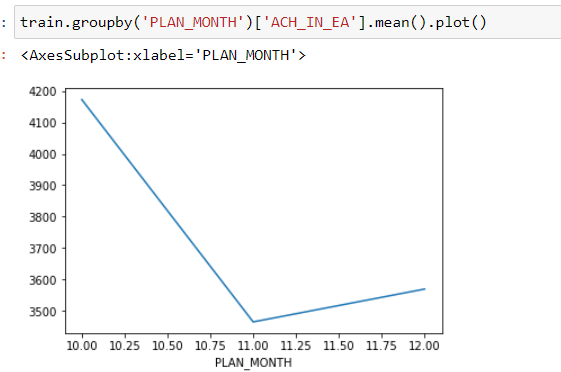 : train.groupby('PLAN_MONTH')['ACH_IN_EA'].mean().plot()
: <AxesSubplot:xlabel='PLAN_MONTH'>
4200
4100
4000
3900
3800
3700
3600
3500
10.00 10.25 10.50 10.75 11.00 11.25 11.50 11.75 12.00
PLAN_MONTH